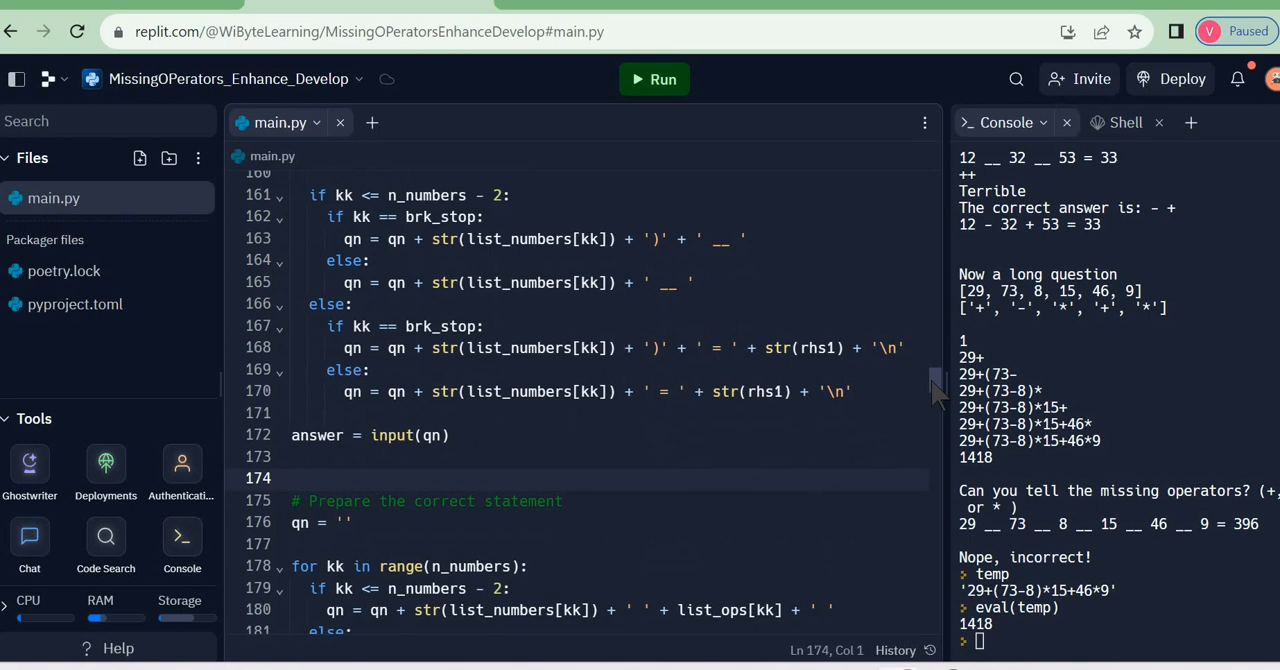 replit.com/@WiByteLearning/MissingOPeratorsEnhanceDevelop#main.py
V Paused
MissingOPerators_Enhance_Develop
Run
Invite
Deploy
Search
Files
main.py
Packager files
poetry.lock
pyproject.toml
Tools
Ghostwriter
Deployments
Authenticati...
Chat
Code Search
Console
CPU
RAM
Storage
? Help
main.py
main.py
160
161 if kk <= n_numbers - 2:
162 if kk == brk_stop:
163 qn = qn + str(list_numbers[kk]) + ')' + ' __ '
164 else:
165 qn = qn + str(list_numbers[kk]) + ' __ '
166 else:
167 if kk == brk_stop:
168 qn = qn + str(list_numbers[kk]) + ')' + ' = ' + str(rhs1) + '\n'
169 else:
170 qn = qn + str(list_numbers[kk]) + ' = ' + str(rhs1) + '\n'
171
172 answer = input(qn)
173
174
175 # Prepare the correct statement
176 qn = ''
177
178 for kk in range(n_numbers):
179 if kk <= n_numbers - 2:
180 qn = qn + str(list_numbers[kk]) + ' ' + list_ops[kk] + ' '
181 else:
Ln 174, Col 1 History
Console
Shell
12 __ 32 __ 53 = 33
++
Terrible
The correct answer is: - +
12 - 32 + 53 = 33
Now a long question
[29, 73, 8, 15, 46, 9]
['+', '-', '*', '+', '*']
1
29+
29+(73-
29+(73-8)*
29+(73-8)*15+
29+(73-8)*15+46*
29+(73-8)*15+46*9
1418
Can you tell the missing operators? (+,
or * )
29 __ 73 __ 8 __ 15 __ 46 __ 9 = 396
Nope, incorrect!
temp
'29+(73-8)*15+46*9'
eval(temp)
1418